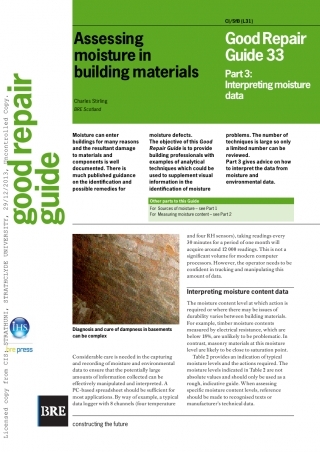 CI/SfB (L31)
Assessing
moisture in
building materials
Charles Stirling
BRE Scotland
Good Repair
Guide 33
Part 3:
Interpreting moisture
data
good repair
guide
Licensed copy from CIS: STRATHUNI, STRATHCLYDE UNIVERSITY, 29/12/2013, Uncontrolled Copy.
Moisture can enter
buildings for many reasons
and the resultant damage
to materials and
components is well
documented. There is
much published guidance
on the identification and
possible remedies for
moisture defects.
The objective of this Good
Repair Guide is to provide
building professionals with
examples of analytical
techniques which could be
used to supplement visual
information in the
identification of moisture
problems. The number of
techniques is large so only
a limited number can be
reviewed.
Part 3 gives advice on how
to interpret the data from
moisture and
environmental data.
Other parts to this Guide
For Sources of moisture – see Part 1
For Measuring moisture content – see Part 2
Diagnosis and cure of dampness in basements
can be complex
Considerable care is needed in the capturing
and recording of moisture and environmental
data to ensure that the potentially large
amounts of information collected can be
effectively manipulated and interpreted. A
PC-based spreadsheet should be sufficient for
most applications. By way of example, a typical
data logger with 8 channels (four temperature
and four RH sensors), taking readings every
30 minutes for a period of one month will
acquire around 12 000 readings. This is not a
significant volume for modern computer
processors. However, the operator needs to be
confident in tracking and manipulating this
amount of data.
Interpreting moisture content data
The moisture content level at which action is
required or where there may be issues of
durability varies between building materials.
For example, timber moisture contents
measured by electrical resistance, which are
below 18%, are unlikely to be problematic. In
contrast, masonry materials at this moisture
level are likely to be close to saturation point.
Table 2 provides an indication of typical
moisture levels and the actions required. The
moisture levels indicated in Table 2 are not
absolute values and should only be used as a
rough, indicative guide. When assessing
specific moisture content levels, reference
should be made to recognised texts or
manufacturer's technical data.
IHS
press
BRE
constructing the future